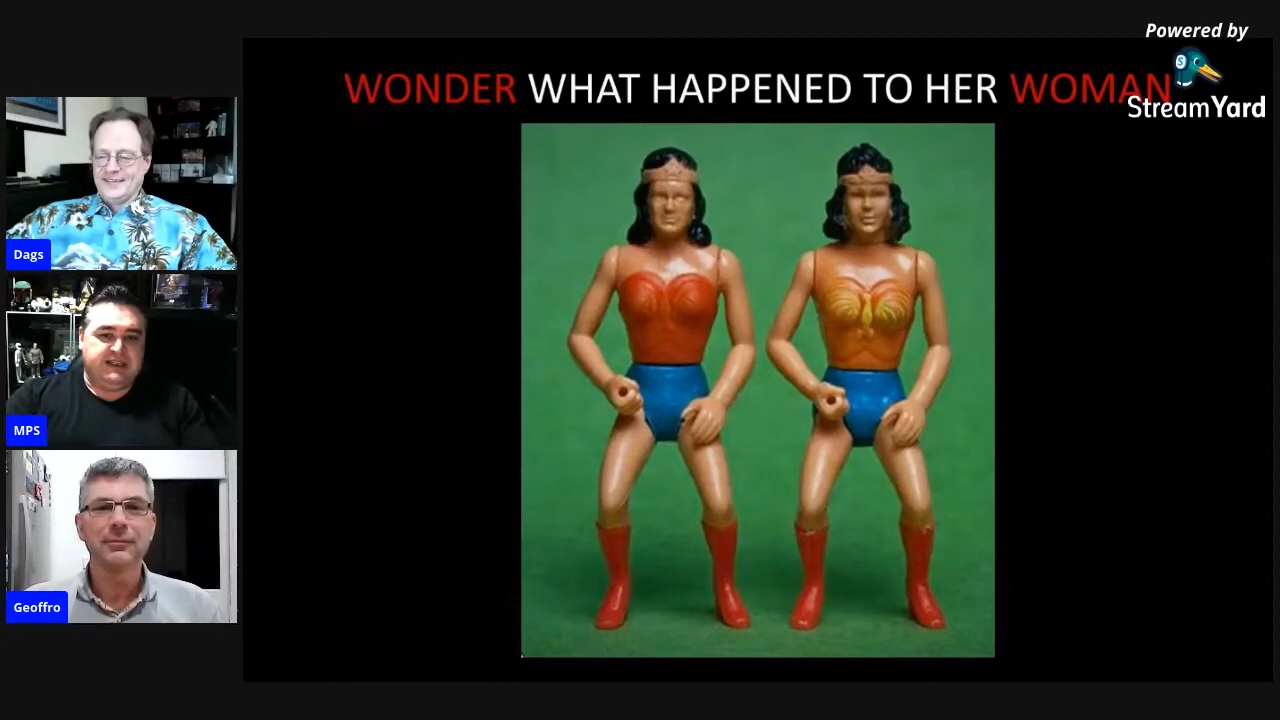 Powered by
StreamYard
WONDER WHAT HAPPENED TO HER WOMAN
Dags
MPS
Geoffro